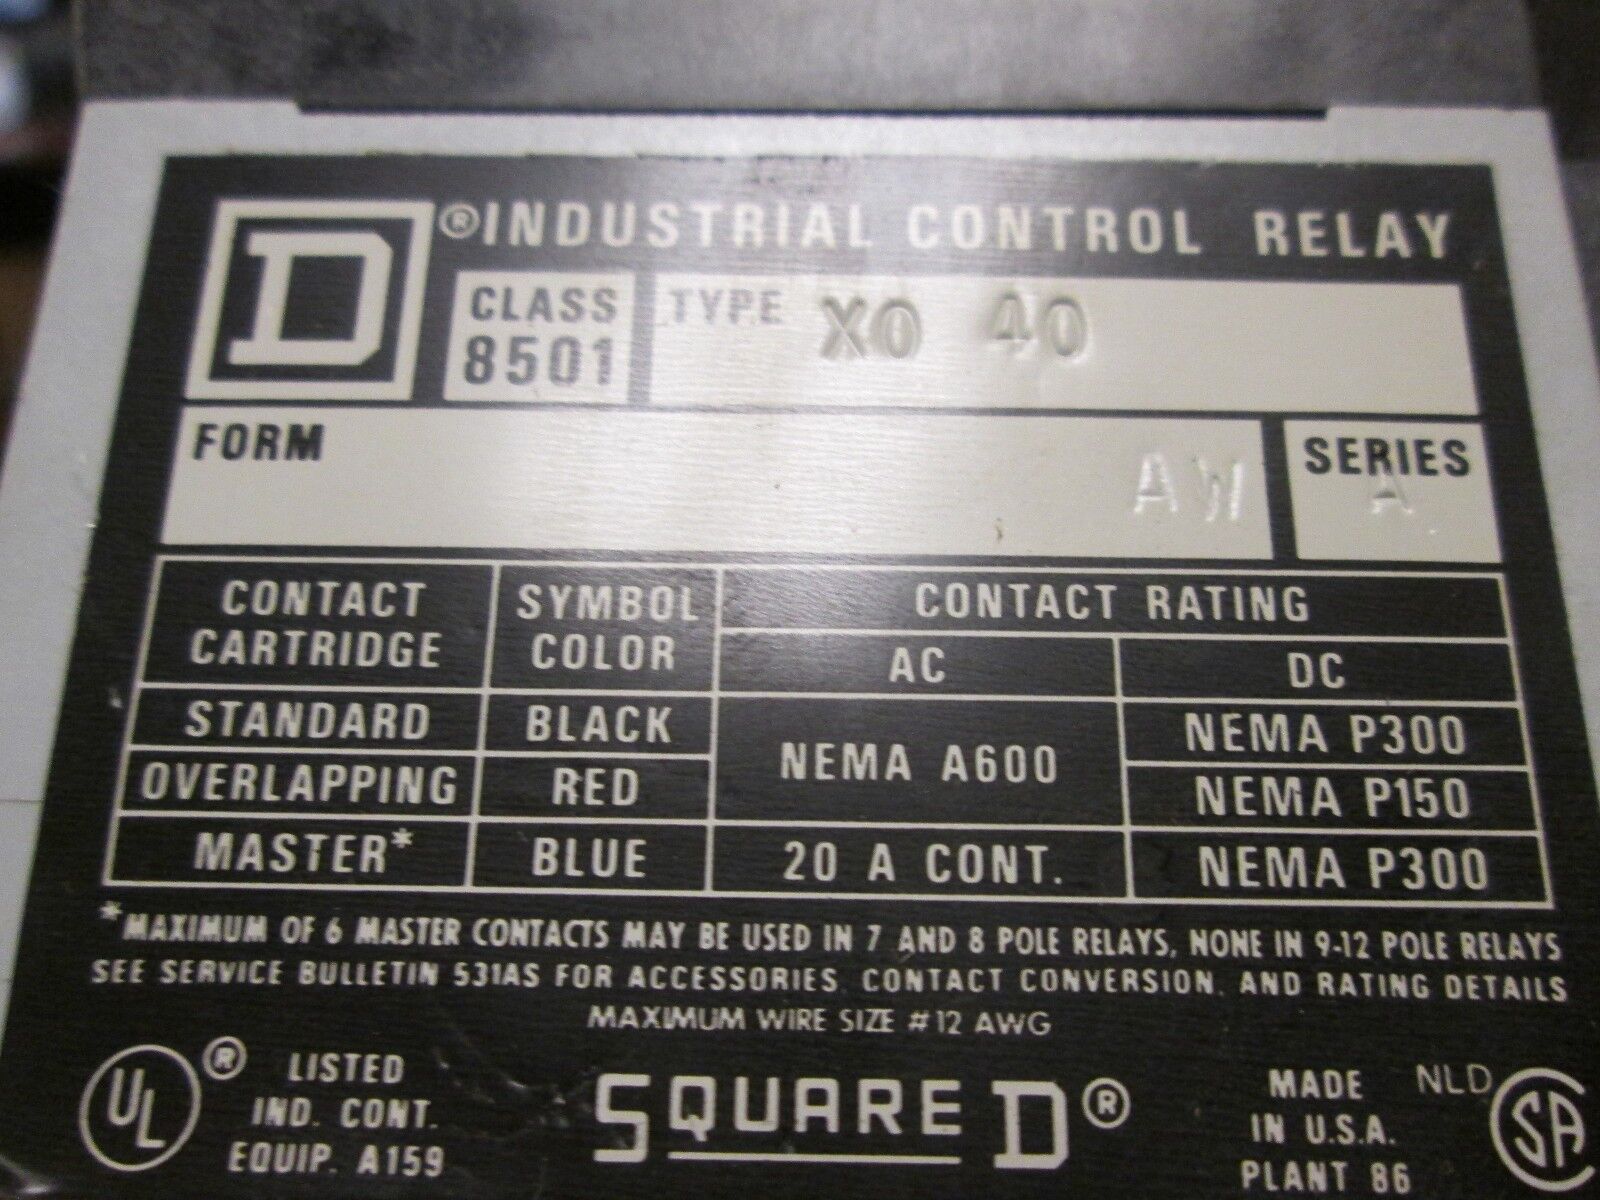 D ® INDUSTRIAL CONTROL RELAY
CLASS 8501
TYPE XO 40
FORM AW
SERIES A
CONTACT CARTRIDGE
SYMBOL COLOR
CONTACT RATING
AC DC
STANDARD BLACK NEMA A600 NEMA P300
OVERLAPPING RED NEMA P150
MASTER* BLUE 20 A CONT. NEMA P300
*MAXIMUM OF 6 MASTER CONTACTS MAY BE USED IN 7 AND 8 POLE RELAYS, NONE IN 9-12 POLE RELAYS
SEE SERVICE BULLETIN 531AS FOR ACCESSORIES, CONTACT CONVERSION, AND RATING DETAILS
MAXIMUM WIRE SIZE #12 AWG
UL ® LISTED
IND. CONT.
EQUIP. A159
SQUARE D ®
MADE
IN U.S.A.
PLANT 86
NLD
SA